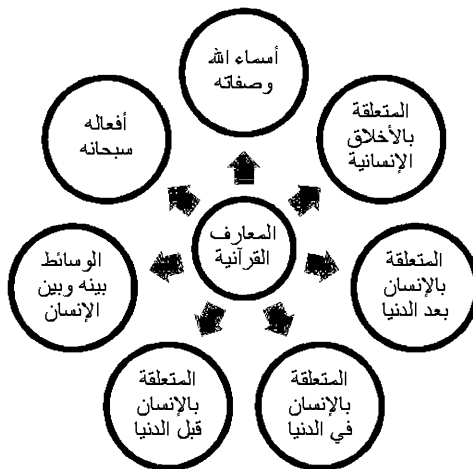 أسماء الله
وصفاته
المتعلقة
بالأخلاق
الإنسانية
أفعاله
سبحانه
المعارف
القرآنية
الوسائط
بينه وبين
الإنسان
المتعلقة
بالإنسان
بعد الدنيا
المتعلقة
بالإنسان
قبل الدنيا
المتعلقة
بالإنسان
في الدنيا